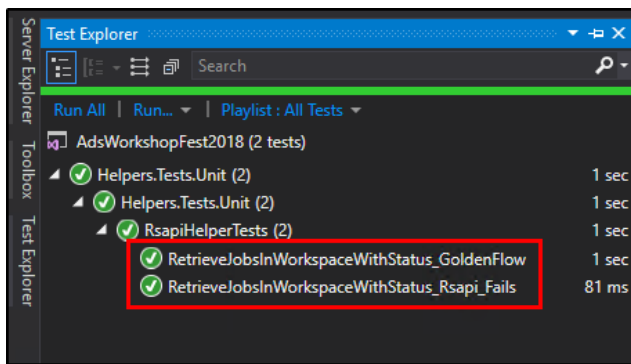 Server Explorer
Toolbox
Test Explorer
Test Explorer
Search
Run All | Run... | Playlist : All Tests
AdsWorkshopFest2018 (2 tests)
Helpers.Tests.Unit (2) 1 sec
Helpers.Tests.Unit (2) 1 sec
RsapiHelperTests (2) 1 sec
RetrieveJobsInWorkspaceWithStatus_GoldenFlow 1 sec
RetrieveJobsInWorkspaceWithStatus_Rsapi_Fails 81 ms